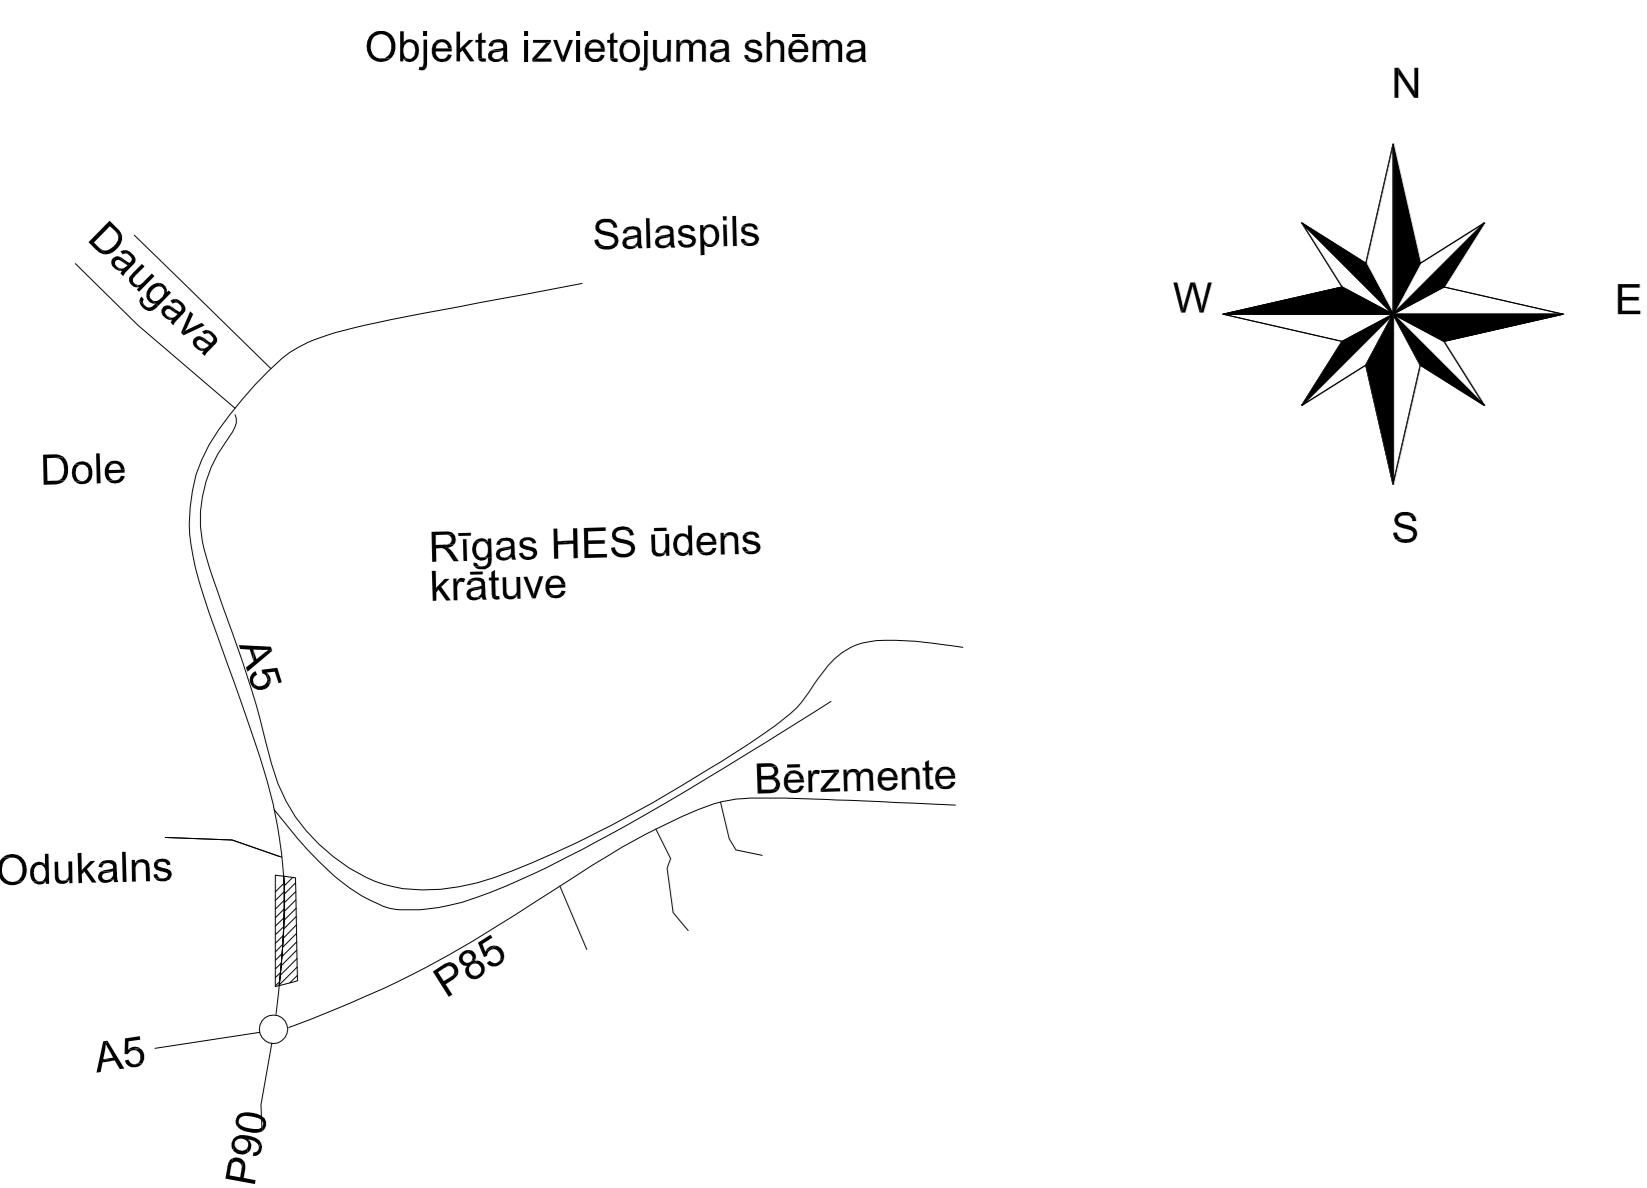 Objekta izvietojuma shēma
N
Salaspils
Daugava
W
E
Dole
S
Rīgas HES ūdens
krātuve
A5
Bērzmente
Odukalns
P85
A5
P90